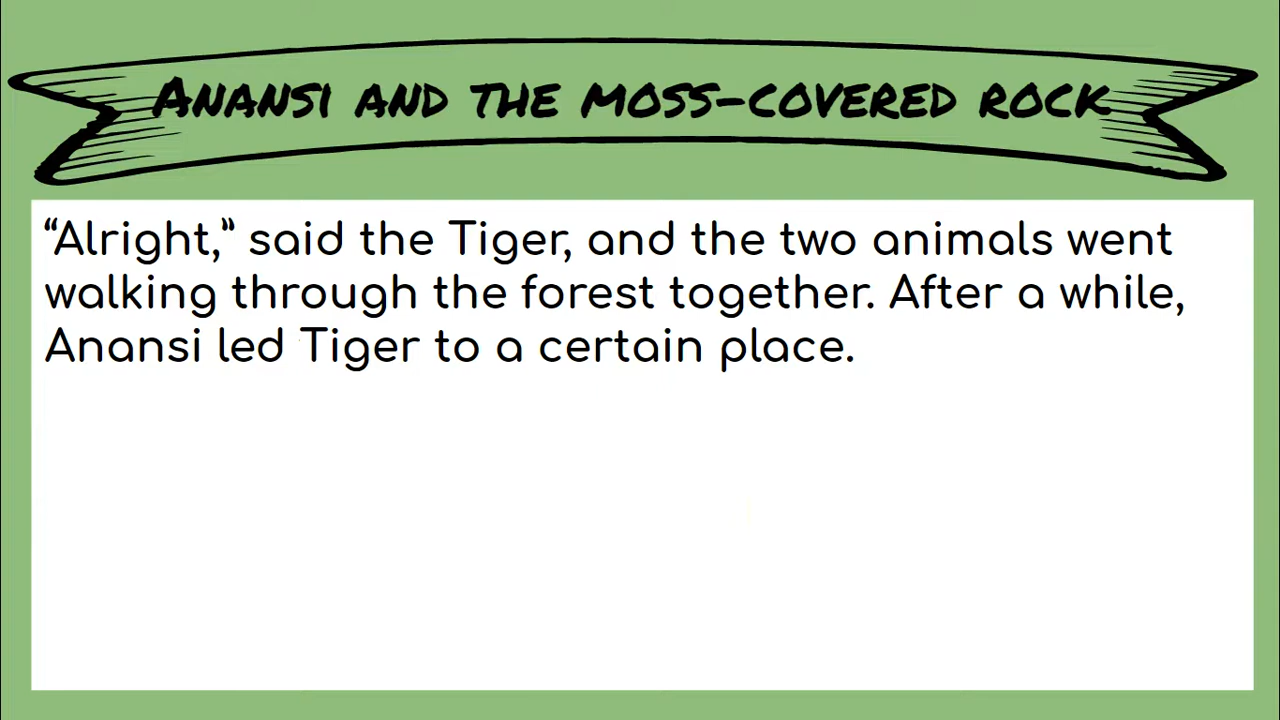 Anansi and the moss-covered rock
“Alright,” said the Tiger, and the two animals went
walking through the forest together. After a while,
Anansi led Tiger to a certain place.